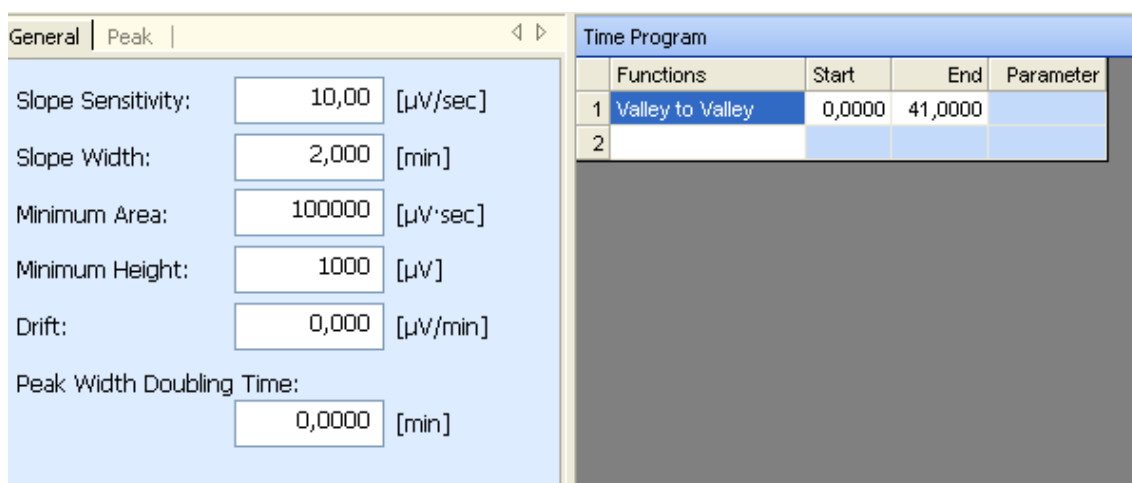 General | Peak |
Slope Sensitivity: 10,00 [µV/sec]
Slope Width: 2,000 [min]
Minimum Area: 100000 [µV·sec]
Minimum Height: 1000 [µV]
Drift: 0,000 [µV/min]
Peak Width Doubling Time:
0,0000 [min]
Time Program
Functions Start End Parameter
1 Valley to Valley 0,0000 41,0000
2